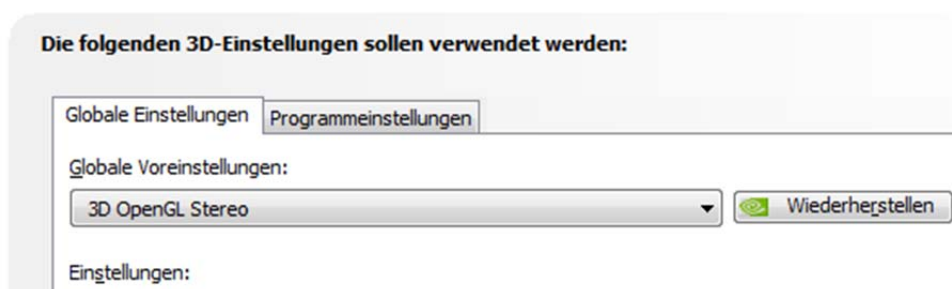 Die folgenden 3D-Einstellungen sollen verwendet werden:
Globale Einstellungen Programmeinstellungen
Globale Voreinstellungen:
3D OpenGL Stereo Wiederherstellen
Einstellungen: